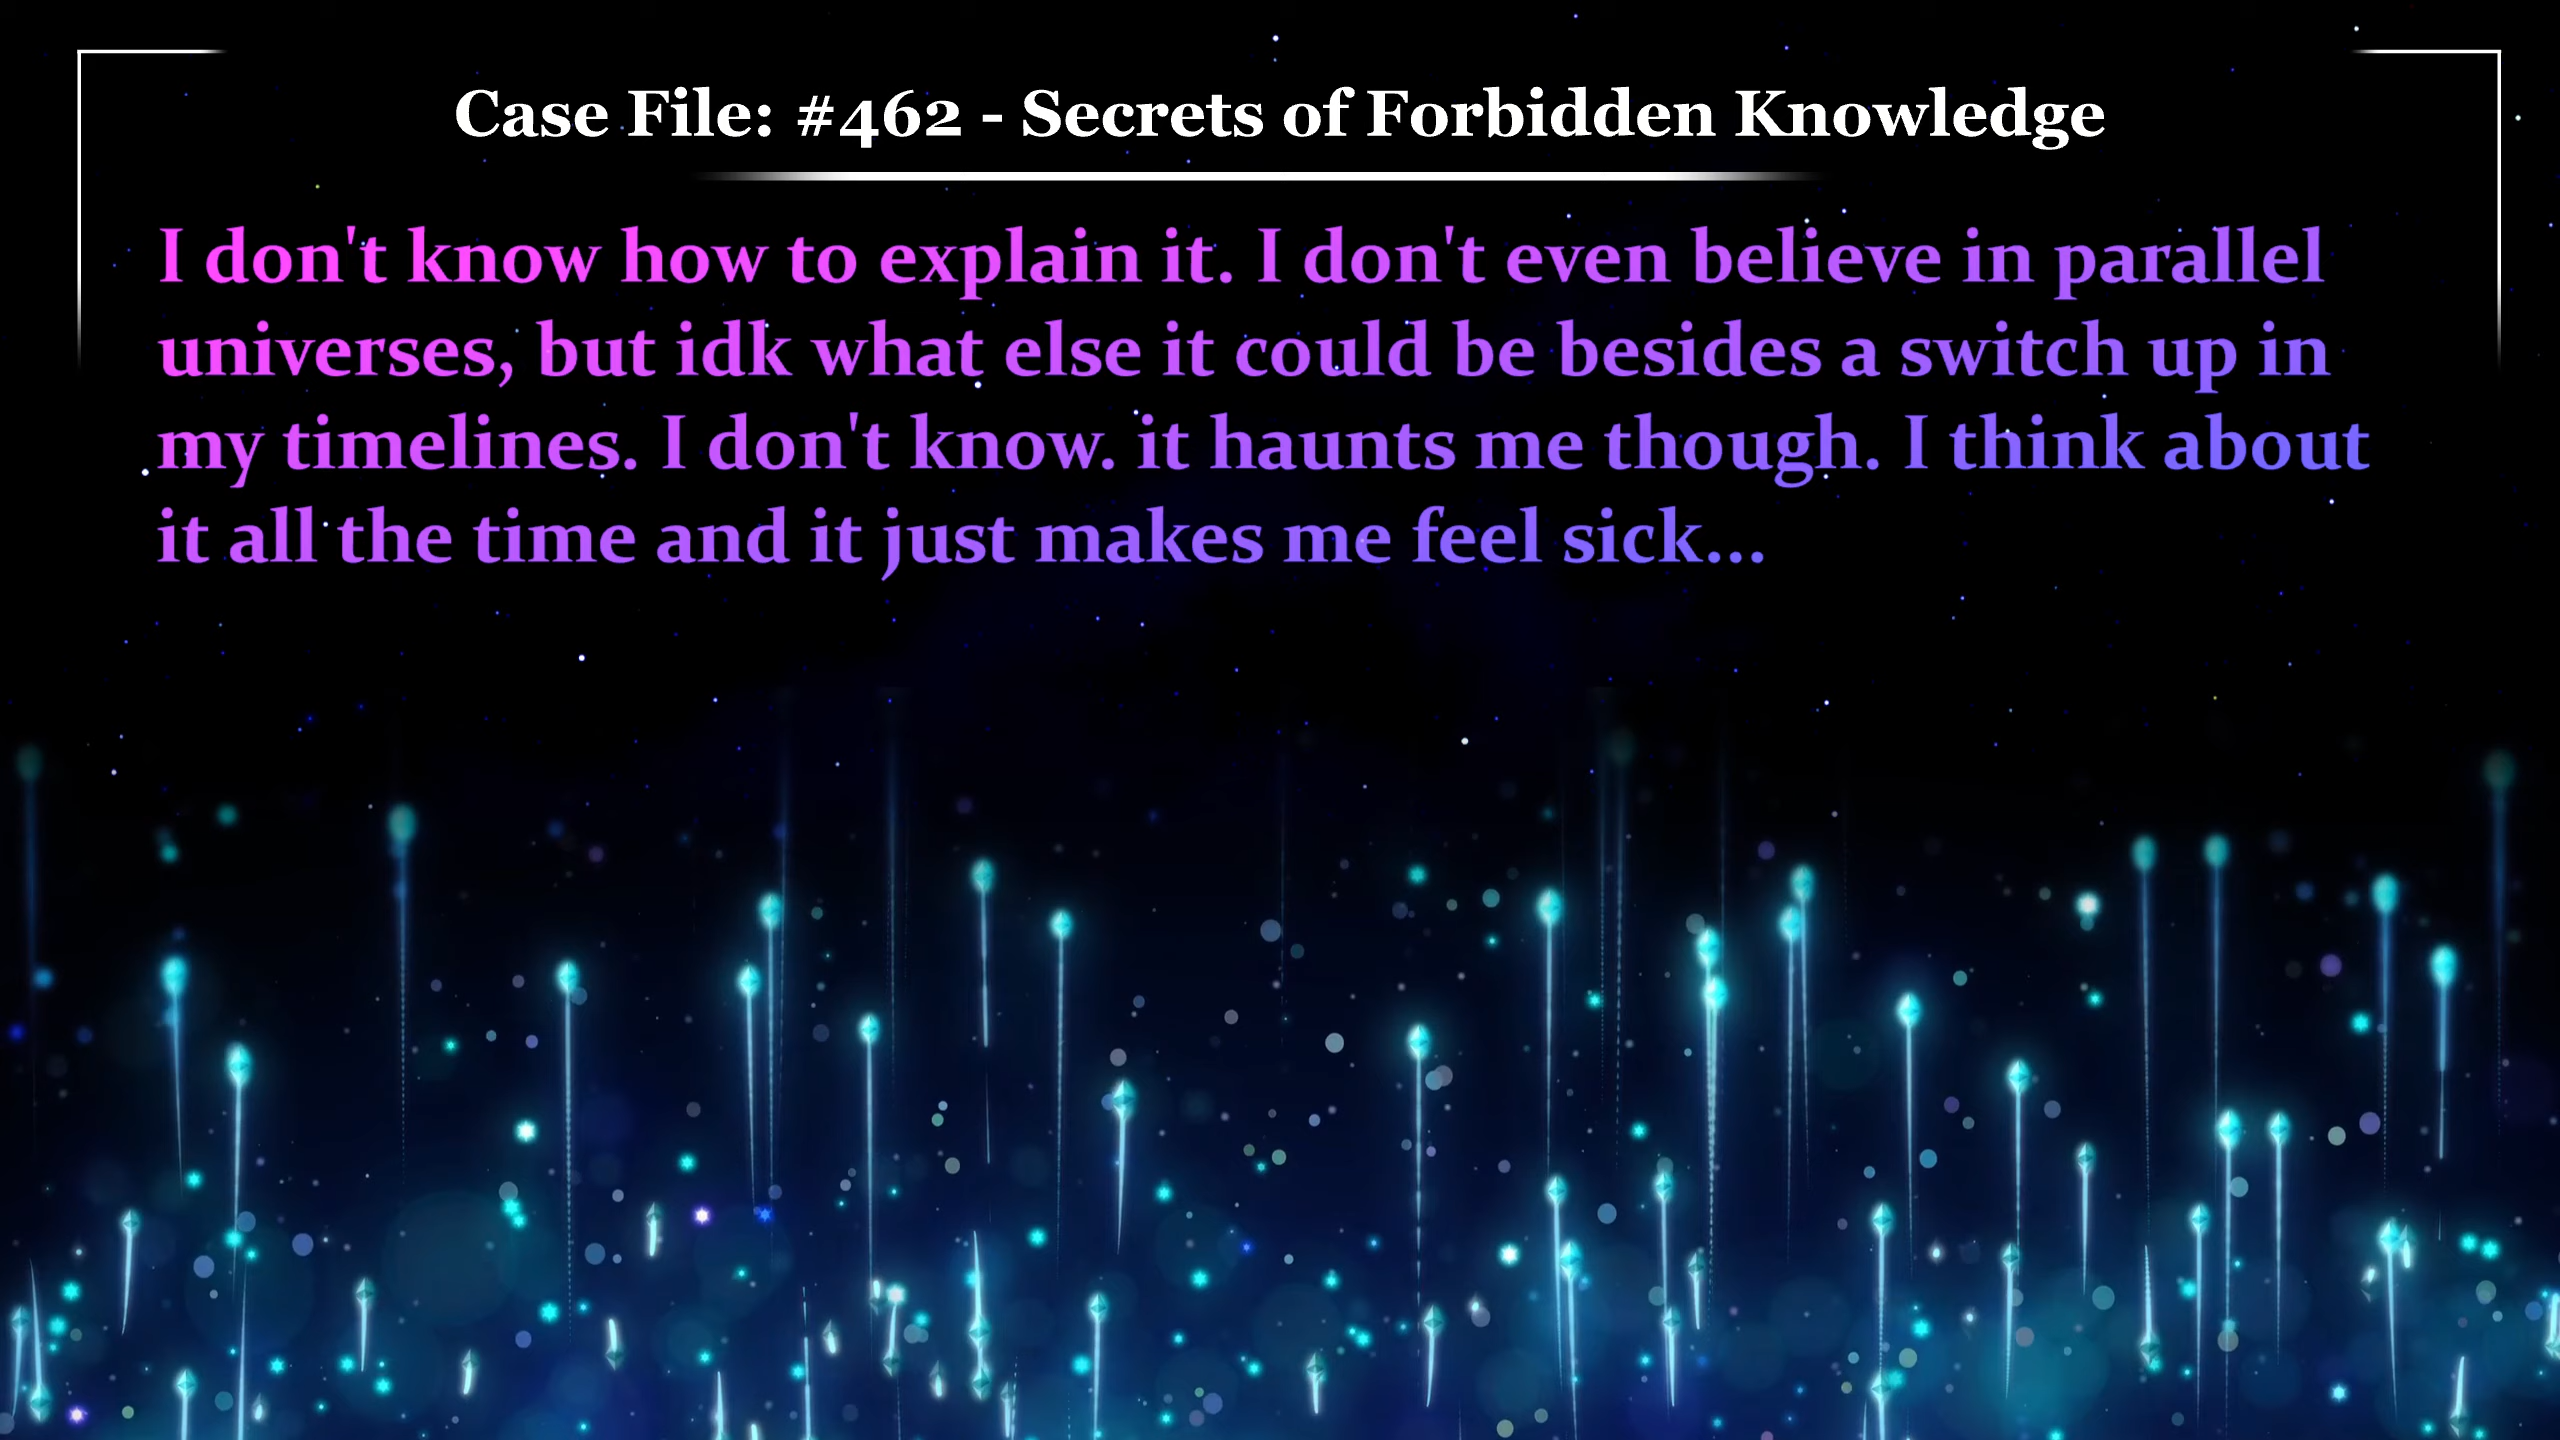 Case File: #462 - Secrets of Forbidden Knowledge
I don't know how to explain it. I don't even believe in parallel
universes, but idk what else it could be besides a switch up in
my timelines. I don't know. it haunts me though. I think about
it all the time and it just makes me feel sick...